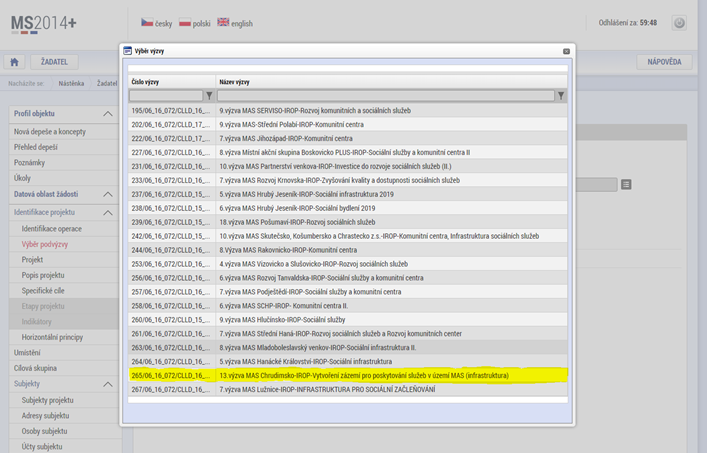 MS2014+
česky
polski
english
Odhlášení za: 59:48
ŽADATEL
NÁPOVĚDA
Nacházíte se:
Nástěnka
Žadatel
Profil objektu
Nová depeše a koncepty
Přehled depeší
Poznámky
Úkoly
Datová oblast žádosti
Identifikace projektu
Identifikace operace
Výběr podvýzvy
Projekt
Popis projektu
Specifické cíle
Etapy projektu
Indikátory
Horizontální principy
Umístění
Cílová skupina
Subjekty
Subjekty projektu
Adresy subjektu
Osoby subjektu
Účty subjektu
Výběr výzvy
Číslo výzvy Název výzvy
195/06_16_072/CLLD_16_... 9.výzva MAS SERVISO-IROP-Rozvoj komunitních a sociálních služeb
202/06_16_072/CLLD_16_... 9.výzva MAS-Střední Polabí-IROP-Komunitní centra
222/06_16_072/CLLD_17_... 7.výzva MAS Jihozápad-IROP-Komunitní centra
227/06_16_072/CLLD_16_... 8.výzva Místní akční skupina Boskovicko PLUS-IROP-Sociální služby a komunitní centra II
231/06_16_072/CLLD_16_... 10.výzva MAS Partnerství venkova-IROP-Investice do rozvoje sociálních služeb (II.)
233/06_16_072/CLLD_16_... 7.výzva MAS Rozvoj Krnovska-IROP-Zvyšování kvality a dostupnosti sociálních služeb
237/06_16_072/CLLD_15_... 5.výzva MAS Hrubý Jeseník-IROP-Sociální infrastruktura 2019
238/06_16_072/CLLD_15_... 6.výzva MAS Hrubý Jeseník-IROP-Sociální bydlení 2019
239/06_16_072/CLLD_15_... 18.výzva MAS Pošumaví-IROP-Rozvoj sociálních služeb
242/06_16_072/CLLD_16_... 10.výzva MAS Skutečsko, Košumbersko a Chrastecko z.s.-IROP-Komunitní centra, Infrastruktura sociálních služeb
244/06_16_072/CLLD_16_... 8.Výzva MAS Rakovnicko-IROP-Komunitní centra
253/06_16_072/CLLD_16_... 4.výzva MAS Vizovicko a Slušovicko-IROP-Rozvoj sociálních služeb
256/06_16_072/CLLD_16_... 6.výzva MAS Rozvoj Tanvaldska-IROP-Sociální služby a komunitní centra
257/06_16_072/CLLD_16_... 7.výzva MAS Podještědí-IROP-Sociální služby a komunitní centra
258/06_16_072/CLLD_16_... 6.výzva MAS SCHP-IROP- Komunitní centra II.
260/06_16_072/CLLD_15_... 9.výzva MAS Hlučínsko-IROP-Sociální služby
261/06_16_072/CLLD_16_... 7.výzva MAS Střední Haná-IROP-Rozvoj sociálních služeb a Rozvoj komunitních center
263/06_16_072/CLLD_16_... 8.výzva MAS Mladoboleslavský venkov-IROP-Sociální infrastruktura II.
264/06_16_072/CLLD_16_... 5.výzva MAS Hanácké Království-IROP-Sociální infrastruktura
265/06_16_072/CLLD_16_... 13.výzva MAS Chrudimsko-IROP-Vytvoření zázemí pro poskytování služeb v území MAS (infrastruktura)
267/06_16_072/CLLD_16_... 7.výzva MAS Lužnice-IROP-INFRASTRUKTURA PRO SOCIÁLNÍ ZAČLEŇOVÁNÍ